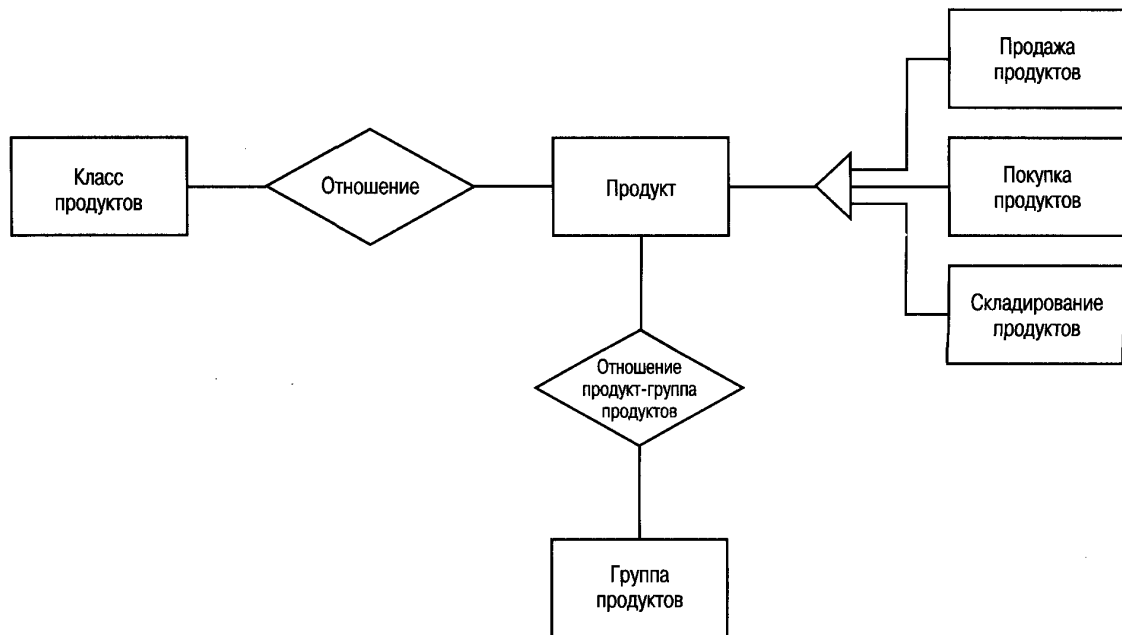 Продажа
продуктов
Класс
продуктов
Отношение
Продукт
Покупка
продуктов
Складирование
продуктов
Отношение
продукт-группа
продуктов
Группа
продуктов